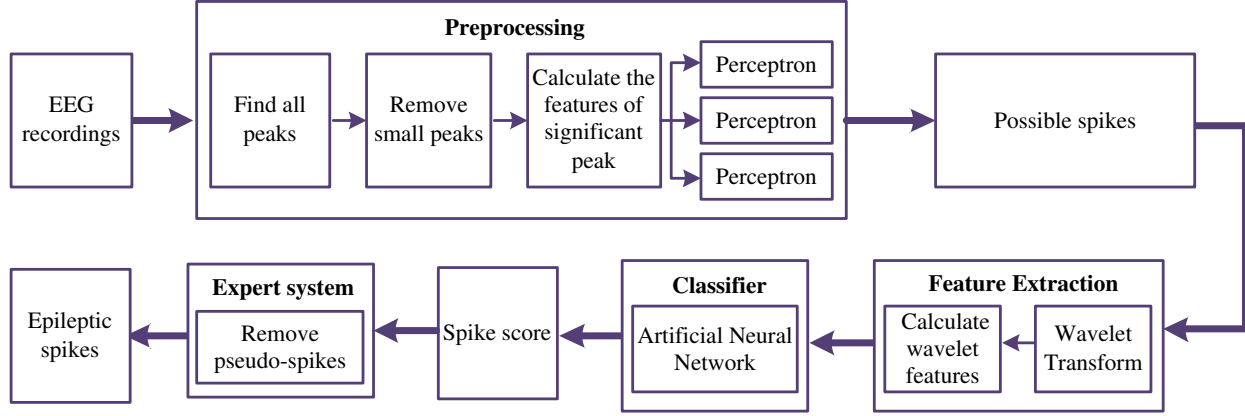 Preprocessing
EEG
recordings
Find all
peaks
Remove
small peaks
Calculate the
features of
significant
peak
Perceptron
Perceptron
Perceptron
Possible spikes
Feature Extraction
Wavelet
Transform
Calculate
wavelet
features
Classifier
Artificial Neural
Network
Spike score
Expert system
Remove
pseudo-spikes
Epileptic
spikes